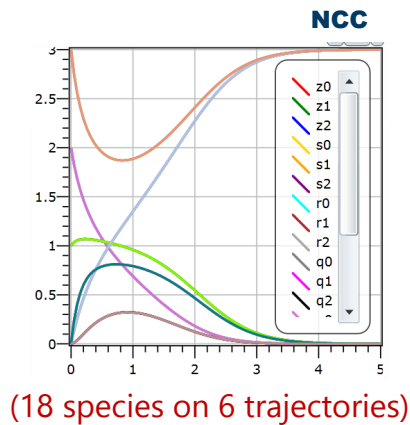 NCC
3
2.5
2
1.5
1
0.5
0
0 1 2 3 4 5
z0
z1
z2
s0
s1
s2
r0
r1
r2
q0
q1
q2
(18 species on 6 trajectories)